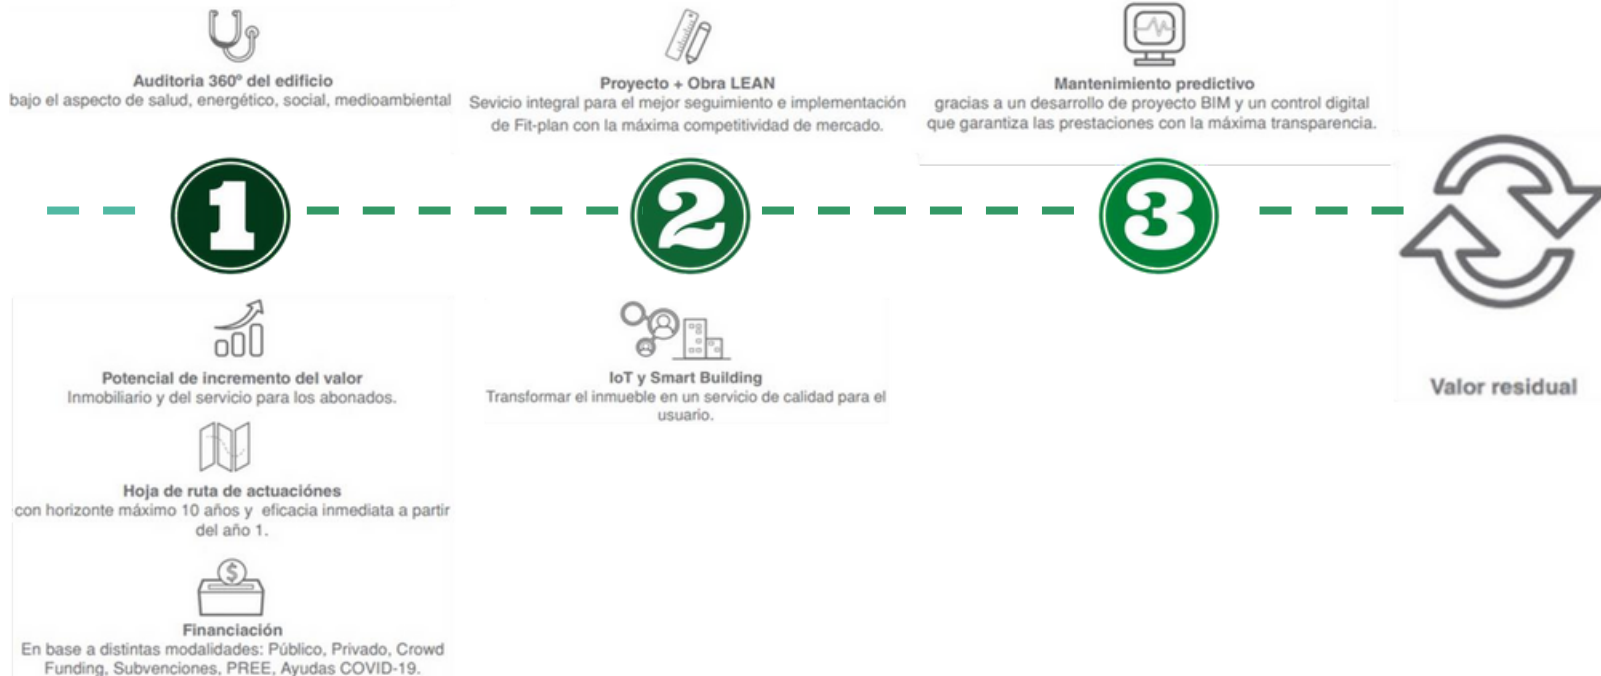 Auditoria 360º del edificio
bajo el aspecto de salud, energético, social, medioambiental
Proyecto + Obra LEAN
Sevicio integral para el mejor seguimiento e implementación
de Fit-plan con la máxima competitividad de mercado.
Mantenimiento predictivo
gracias a un desarrollo de proyecto BIM y un control digital
que garantiza las prestaciones con la máxima transparencia.
1
2
3
Potencial de incremento del valor
Inmobiliario y del servicio para los abonados.
Hoja de ruta de actuaciónes
con horizonte máximo 10 años y eficacia inmediata a partir
del año 1.
$
Financiación
En base a distintas modalidades: Público, Privado, Crowd
Funding, Subvenciones, PREE, Ayudas COVID-19.
IoT y Smart Building
Transformar el inmueble en un servicio de calidad para el
usuario.
Valor residual